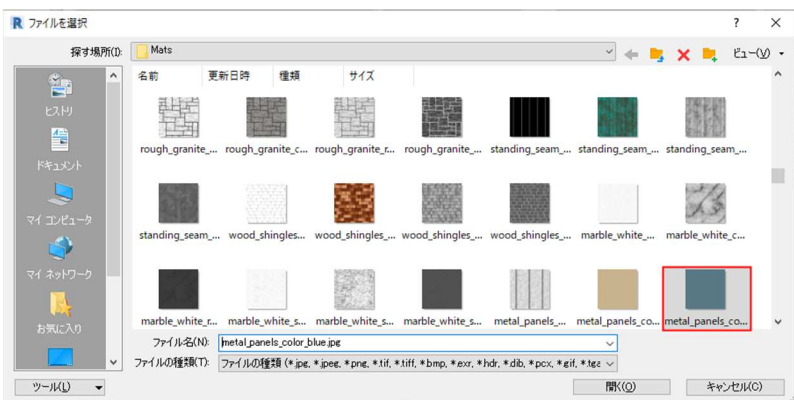 R ファイルを選択 ? ×
探す場所(I): Mats ビュー(V)
名前 更新日時 種類 サイズ
ヒストリ
rough_granite_... rough_granite_c... rough_granite_r... rough_granite_... standing_seam_... standing_seam_... standing_seam_...
ドキュメント
マイ コンピュータ
standing_seam_... wood_shingles... wood_shingles_... wood_shingles_... wood_shingles_... marble_white_... marble_white_c...
マイ ネットワーク
marble_white_r... marble_white_s... marble_white_s... marble_white_s... metal_panels_... metal_panels_co... metal_panels_co...
お気に入り
ファイル名(N): metal_panels_color_blue.jpg
ファイルの種類(T): ファイルの種類 (*.jpg, *.jpeg, *.png, *.tif, *.tiff, *.bmp, *.exr, *.hdr, *.dib, *.pcx, *.gif, *.tga
ツール(L) 開く(O) キャンセル(C)